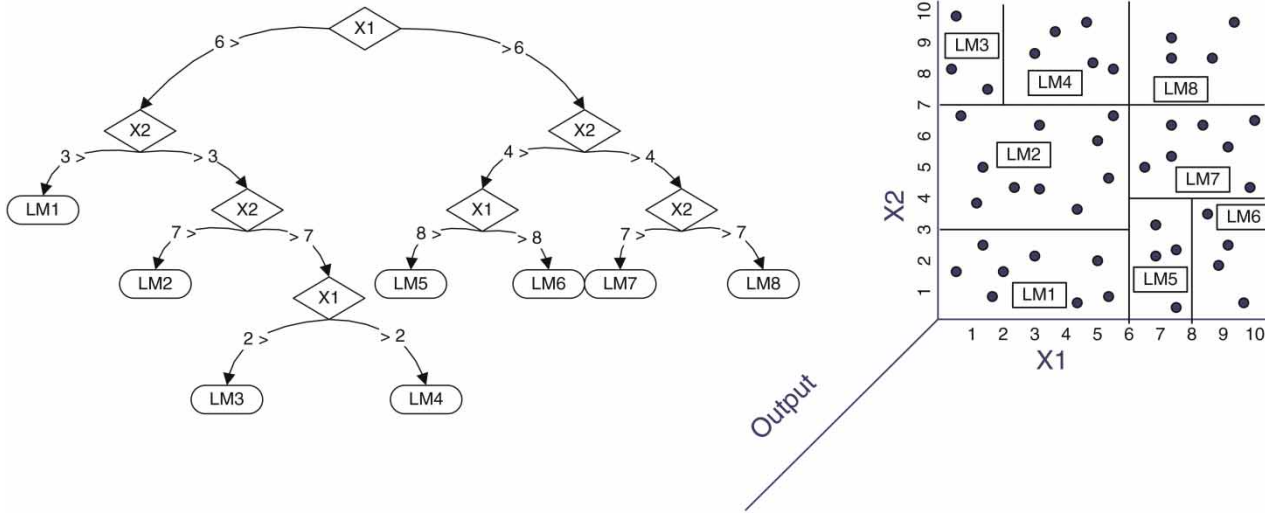 X1
6 >
>6
X2
X2
3 >
> 3
4 >
> 4
LM1
X2
X1
X2
7 >
> 7
8 >
> 8
7 >
> 7
LM2
X1
LM5
LM6
LM7
LM8
2 >
> 2
LM3
LM4
10
9
8
7
6
5
4
3
2
1
X2
LM3
LM4
LM8
LM2
LM7
LM6
LM5
LM1
1 2 3 4 5 6 7 8 9 10
X1
Output